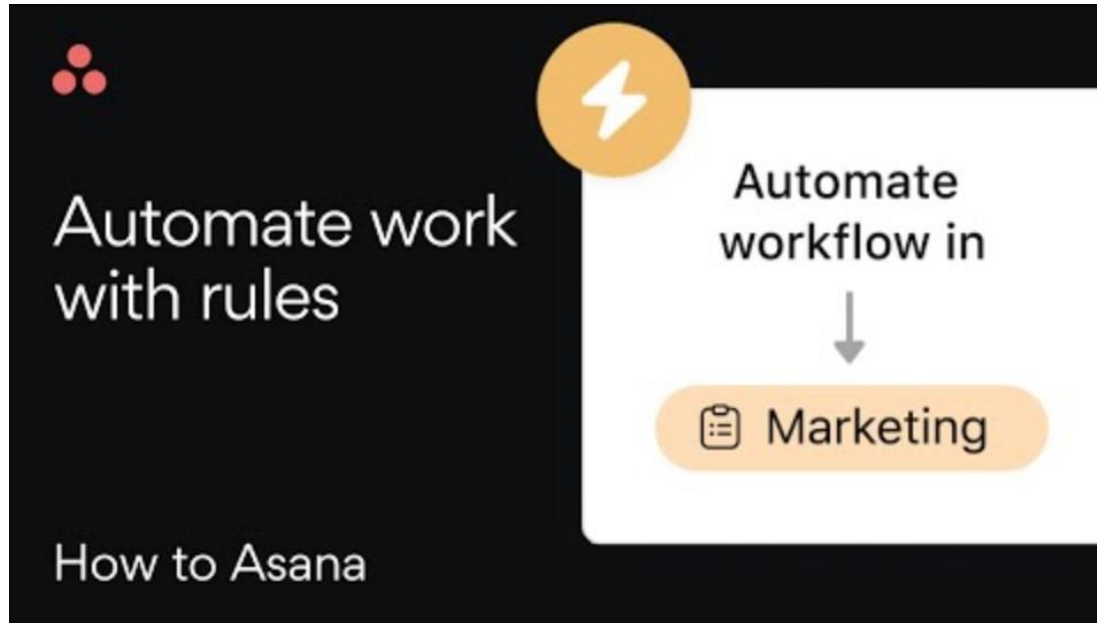 Automate work
with rules
How to Asana
Automate
workflow in
Marketing